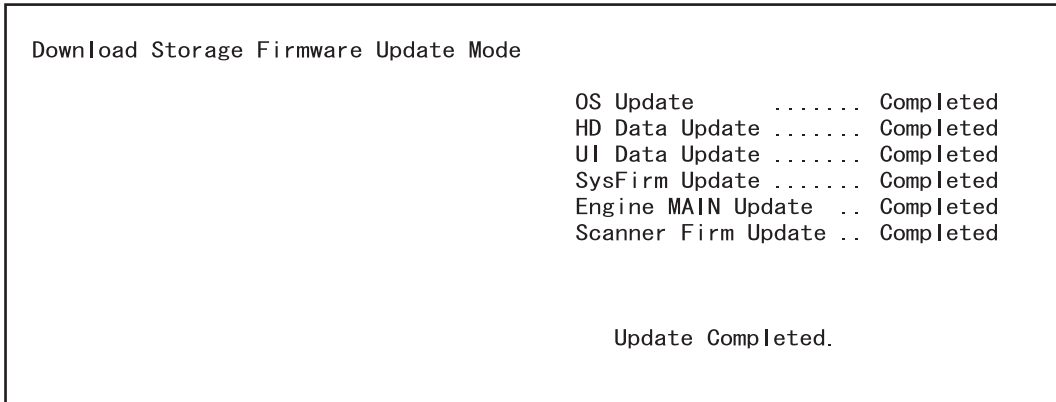 Download Storage Firmware Update Mode
OS Update ....... Completed
HD Data Update ....... Completed
UI Data Update ....... Completed
SysFirm Update ....... Completed
Engine MAIN Update .. Completed
Scanner Firm Update .. Completed
Update Completed.